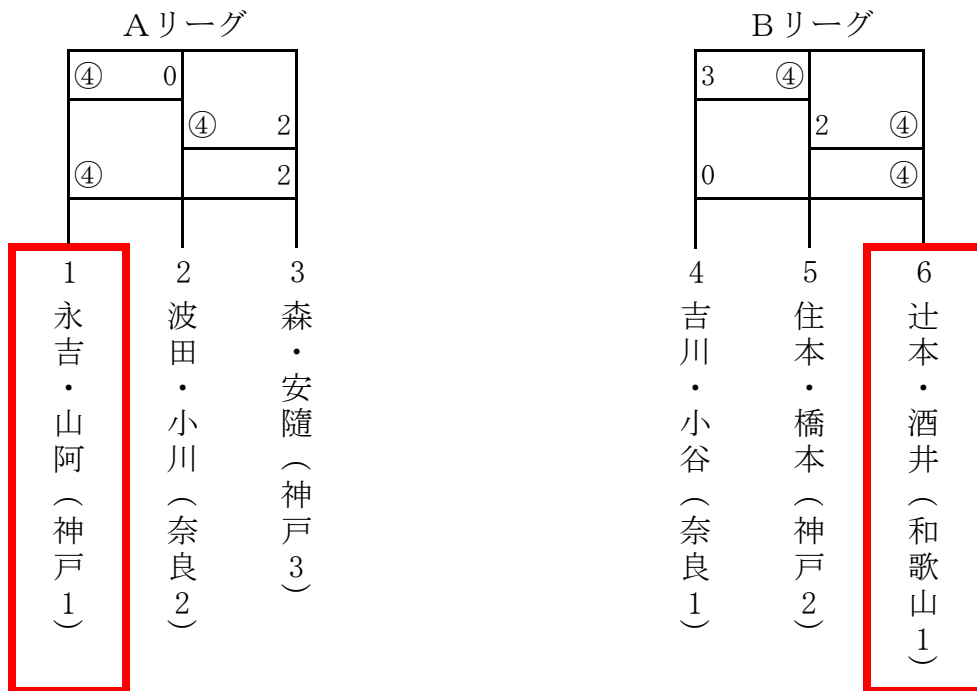 Aリーグ
④ 0
④ 2
④ 2
1 永吉・山阿（神戸1）
2 波田・小川（奈良2）
3 森・安隨（神戸3）
Bリーグ
3 ④
2 ④
0 ④
4 吉川・小谷（奈良1）
5 住本・橋本（神戸2）
6 辻本・酒井（和歌山1）